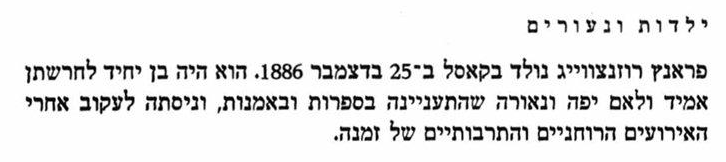 ילדות ונעורים
פראנץ רוזנצווייג נולד בקאסל ב־25 בדצמבר 1886. הוא היה בן יחיד לחרשתן
אמיד ולאם יפה ונאורה שהתעניינה בספרות ובאמנות, וניסתה לעקוב אחרי
האירועים הרוחניים והתרבותיים של זמנה.